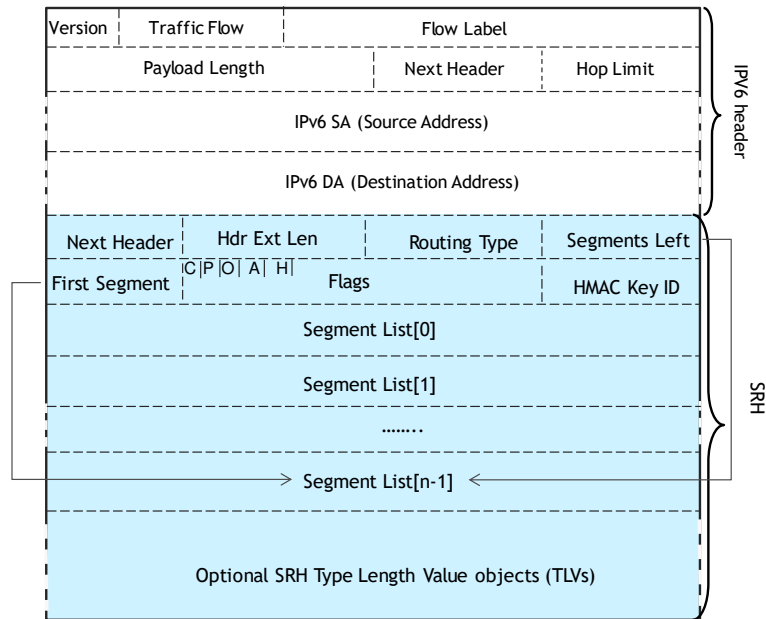 Version Traffic Flow Flow Label
Payload Length Next Header Hop Limit
IPv6 SA (Source Address)
IPv6 DA (Destination Address)
IPV6 header
Next Header Hdr Ext Len Routing Type Segments Left
C|P|O| A| H|
First Segment Flags HMAC Key ID
Segment List[0]
Segment List[1]
……..
Segment List[n-1]
Optional SRH Type Length Value objects (TLVs)
SRH